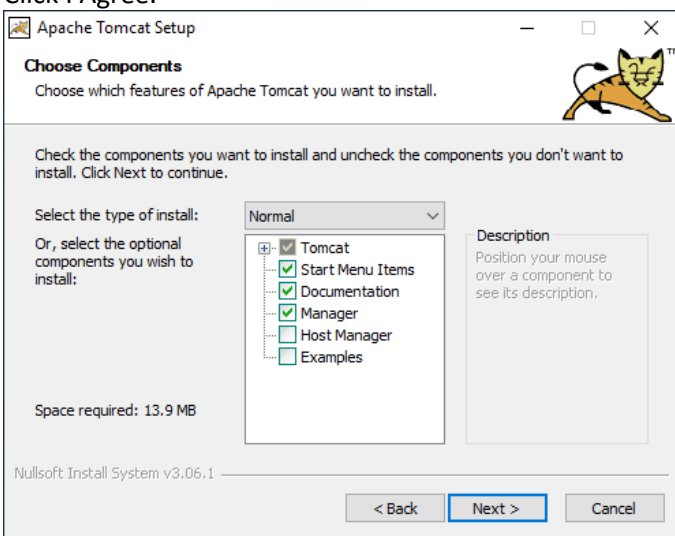 Click I Agree.
Apache Tomcat Setup
Choose Components
Choose which features of Apache Tomcat you want to install.
TM
Check the components you want to install and uncheck the components you don't want to
install. Click Next to continue.
Select the type of install:
Normal
Or, select the optional
components you wish to
install:
Tomcat
Start Menu Items
Documentation
Manager
Host Manager
Examples
Description
Position your mouse
over a component to
see its description.
Space required: 13.9 MB
Nullsoft Install System v3.06.1
< Back
Next >
Cancel